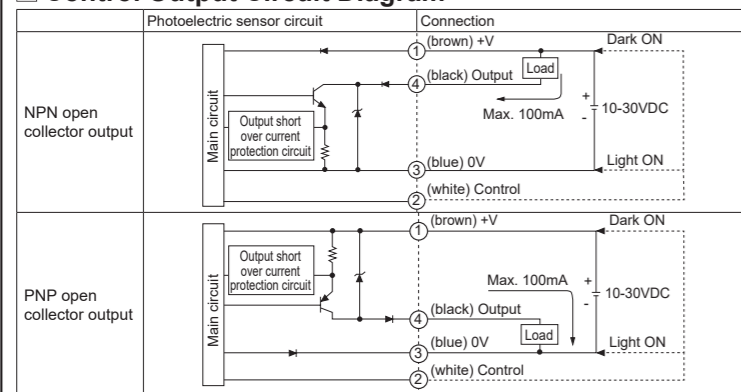 Control Output Circuit Diagram
Photoelectric sensor circuit
Connection
NPN open
collector output
Main circuit
Output short
over current
protection circuit
1 (brown) +V
4 (black) Output
Load
Max. 100mA
+
-
10-30VDC
Dark ON
3 (blue) 0V
Light ON
2 (white) Control
PNP open
collector output
Main circuit
Output short
over current
protection circuit
1 (brown) +V
Dark ON
Max. 100mA
+
-
10-30VDC
4 (black) Output
Load
3 (blue) 0V
Light ON
2 (white) Control